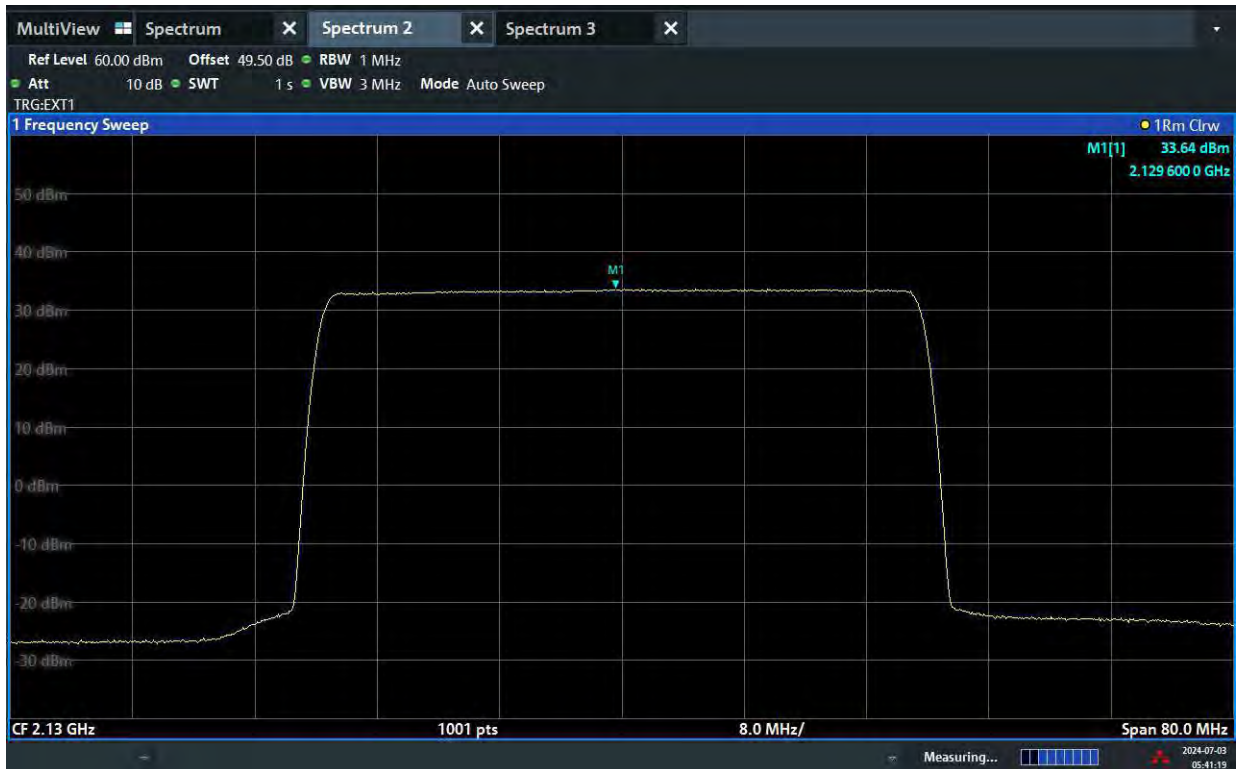 MultiView Spectrum X Spectrum 2 X Spectrum 3 X
Ref Level 60.00 dBm Offset 49.50 dB RBW 1 MHz
Att 10 dB SWT 1 s VBW 3 MHz Mode Auto Sweep
TRG:EXT1
1 Frequency Sweep 1Rm Clrw
M1[1] 33.64 dBm
2.129 600 0 GHz
50 dBm
40 dBm
M1
30 dBm
20 dBm
10 dBm
0 dBm
-10 dBm
-20 dBm
-30 dBm
CF 2.13 GHz 1001 pts 8.0 MHz/ Span 80.0 MHz
Measuring... 2024-07-03
05:41:19